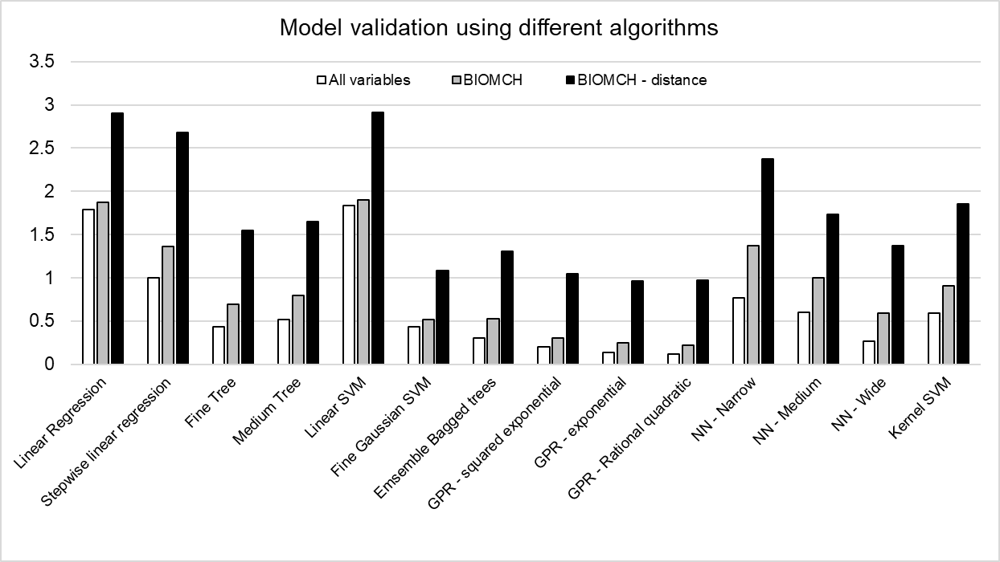 Model validation using different algorithms
3.5
All variables BIOMCH BIOMCH - distance
3
2.5
2
1.5
1
0.5
0
Linear Regression
Stepwise linear regression
Fine Tree
Medium Tree
Linear SVM
Fine Gaussian SVM
Emsemble Bagged trees
GPR - squared exponential
GPR - exponential
GPR - Rational quadratic
NN - Narrow
NN - Medium
NN - Wide
Kernel SVM